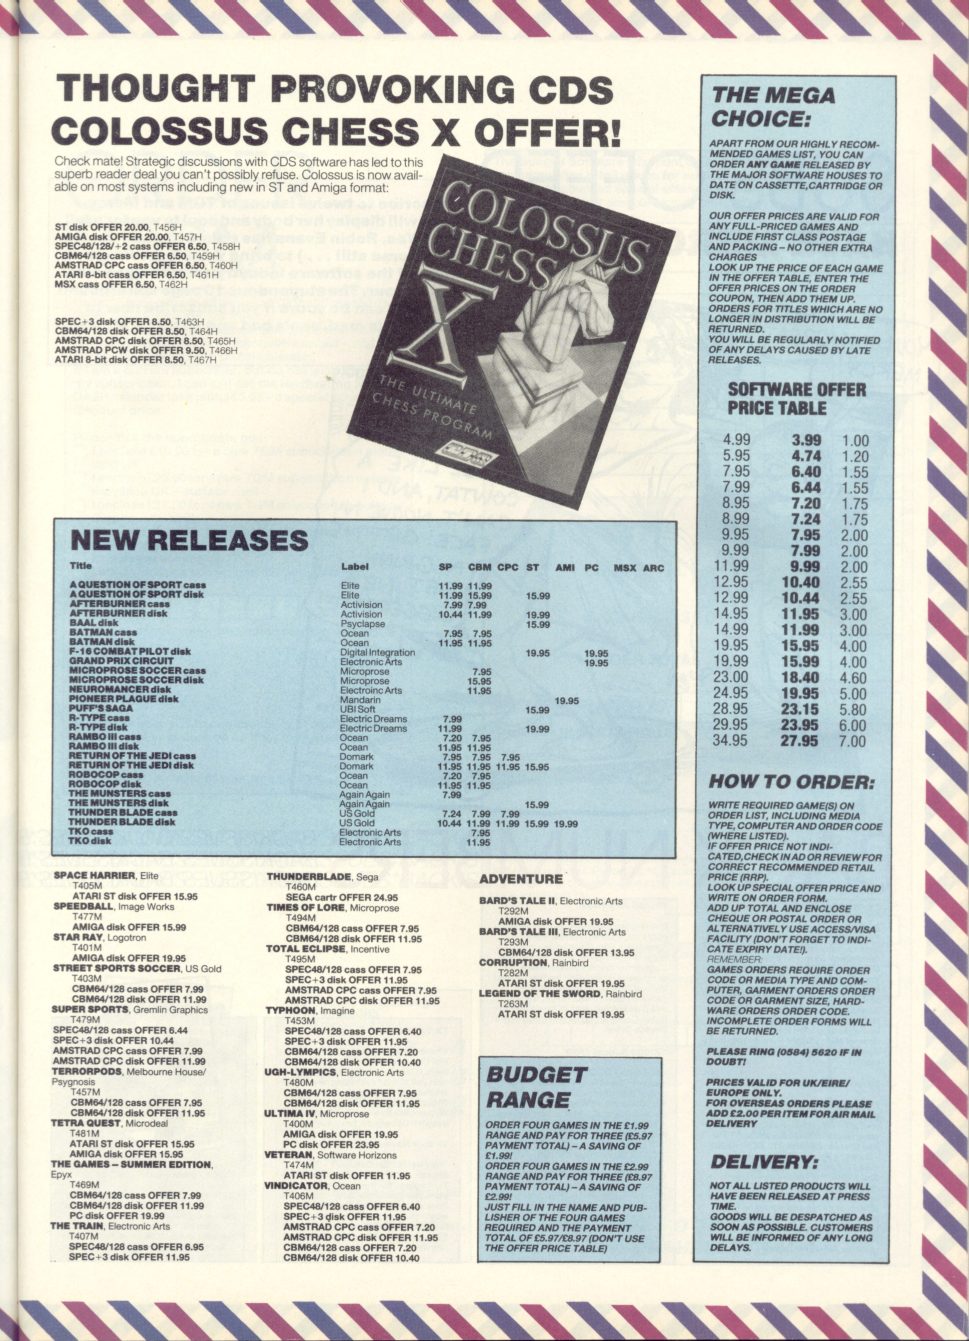 THOUGHT PROVOKING CDS
COLOSSUS CHESS X OFFER!
Check mate! Strategic discussions with CDS software has led to this
superb reader deal you can't possibly refuse. Colossus is now avail-
able on most systems including new in ST and Amiga format:
ST disk OFFER 20.00, T456H
AMIGA disk OFFER 20.00, T457H
SPEC48/128/+2 cass OFFER 6.50, T458H
CBM64/128 cass OFFER 6.50, T459H
AMSTRAD CPC cass OFFER 6.50, T460H
ATARI 8-bit cass OFFER 6.50, T461H
MSX cass OFFER 6.50, T462H
SPEC+3 disk OFFER 8.50, T463H
CBM64/128 disk OFFER 8.50, T464H
AMSTRAD CPC disk OFFER 8.50, T465H
AMSTRAD PCW disk OFFER 9.50, T466H
ATARI 8-bit disk OFFER 8.50, T467H
COLOSSUS
CHESS
X
THE ULTIMATE
CHESS PROGRAM
NEW RELEASES
Title Label SP CBM CPC ST AMI PC MSX ARC
A QUESTION OF SPORT cass Elite 11.99 11.99
A QUESTION OF SPORT disk Elite 11.99 15.99 15.99
AFTERBURNER cass Activision 7.99 7.99
AFTERBURNER disk Activision 10.44 11.99 19.99
BAAL disk Psyclapse 15.99
BATMAN cass Ocean 7.95 7.95
BATMAN disk Ocean 11.95 11.95
F-16 COMBAT PILOT disk Digital Integration 19.95 19.95
GRAND PRIX CIRCUIT Electronic Arts 19.95
MICROPROSE SOCCER cass Microprose 7.95
MICROPROSE SOCCER disk Microprose 15.95
NEUROMANCER disk Electroinc Arts 11.95
PIONEER PLAGUE disk Mandarin 19.95
PUFF'S SAGA UBI Soft 15.99
R-TYPE cass Electric Dreams 7.99
R-TYPE disk Electric Dreams 11.99 19.99
RAMBO III cass Ocean 7.20 7.95
RAMBO III disk Ocean 11.95 11.95
RETURN OF THE JEDI cass Domark 7.95 7.95 7.95
RETURN OF THE JEDI disk Domark 11.95 11.95 11.95 15.95
ROBOCOP cass Ocean 7.20 7.95
ROBOCOP disk Ocean 11.95 11.95
THE MUNSTERS cass Again Again 7.99
THE MUNSTERS disk Again Again 15.99
THUNDER BLADE cass US Gold 7.24 7.99 7.99
THUNDER BLADE disk US Gold 10.44 11.99 11.99 15.99 19.99
TKO cass Electronic Arts 7.95
TKO disk Electronic Arts 11.95
SPACE HARRIER, Elite
T405M
ATARI ST disk OFFER 15.95
SPEEDBALL, Image Works
T477M
AMIGA disk OFFER 15.99
STAR RAY, Logotron
T401M
AMIGA disk OFFER 19.95
STREET SPORTS SOCCER, US Gold
T403M
CBM64/128 cass OFFER 7.99
CBM64/128 disk OFFER 11.99
SUPER SPORTS, Gremlin Graphics
T479M
SPEC48/128 cass OFFER 6.44
SPEC+3 disk OFFER 10.44
AMSTRAD CPC cass OFFER 7.99
AMSTRAD CPC disk OFFER 11.99
TERRORPODS, Melbourne House/
Psygnosis
T457M
CBM64/128 cass OFFER 7.95
CBM64/128 disk OFFER 11.95
TETRA QUEST, Microdeal
T481M
ATARI ST disk OFFER 15.95
AMIGA disk OFFER 15.95
THE GAMES – SUMMER EDITION,
Epyx
T469M
CBM64/128 cass OFFER 7.99
CBM64/128 disk OFFER 11.99
PC disk OFFER 19.99
THE TRAIN, Electronic Arts
T407M
SPEC48/128 cass OFFER 6.95
SPEC+3 disk OFFER 11.95
THUNDERBLADE, Sega
T460M
SEGA cartr OFFER 24.95
TIMES OF LORE, Microprose
T494M
CBM64/128 cass OFFER 7.95
CBM64/128 disk OFFER 11.95
TOTAL ECLIPSE, Incentive
T495M
SPEC48/128 cass OFFER 7.95
SPEC+3 disk OFFER 11.95
AMSTRAD CPC cass OFFER 7.95
AMSTRAD CPC disk OFFER 11.95
TYPHOON, Imagine
T453M
SPEC48/128 cass OFFER 6.40
SPEC+3 disk OFFER 11.95
CBM64/128 cass OFFER 7.20
CBM64/128 disk OFFER 10.40
UGH-LYMPICS, Electronic Arts
T480M
CBM64/128 cass OFFER 7.95
CBM64/128 disk OFFER 11.95
ULTIMA IV, Microprose
T400M
AMIGA disk OFFER 19.95
PC disk OFFER 23.95
VETERAN, Software Horizons
T474M
ATARI ST disk OFFER 11.95
VINDICATOR, Ocean
T406M
SPEC48/128 cass OFFER 6.40
SPEC+3 disk OFFER 11.95
AMSTRAD CPC cass OFFER 7.20
AMSTRAD CPC disk OFFER 11.95
CBM64/128 cass OFFER 7.20
CBM64/128 disk OFFER 10.40
ADVENTURE
BARD'S TALE II, Electronic Arts
T292M
AMIGA disk OFFER 19.95
BARD'S TALE III, Electronic Arts
T293M
CBM64/128 disk OFFER 13.95
CORRUPTION, Rainbird
T282M
ATARI ST disk OFFER 19.95
LEGEND OF THE SWORD, Rainbird
T263M
ATARI ST disk OFFER 19.95
BUDGET
RANGE
ORDER FOUR GAMES IN THE £1.99
RANGE AND PAY FOR THREE (£5.97
PAYMENT TOTAL) – A SAVING OF
£1.99!
ORDER FOUR GAMES IN THE £2.99
RANGE AND PAY FOR THREE (£8.97
PAYMENT TOTAL) – A SAVING OF
£2.99!
JUST FILL IN THE NAME AND PUB-
LISHER OF THE FOUR GAMES
REQUIRED AND THE PAYMENT
TOTAL OF £5.97/£8.97 (DON'T USE
THE OFFER PRICE TABLE)
THE MEGA
CHOICE:
APART FROM OUR HIGHLY RECOM-
MENDED GAMES LIST, YOU CAN
ORDER ANY GAME RELEASED BY
THE MAJOR SOFTWARE HOUSES TO
DATE ON CASSETTE, CARTRIDGE OR
DISK.
OUR OFFER PRICES ARE VALID FOR
ANY FULL-PRICED GAMES AND
INCLUDE FIRST CLASS POSTAGE
AND PACKING – NO OTHER EXTRA
CHARGES
LOOK UP THE PRICE OF EACH GAME
IN THE OFFER TABLE, ENTER THE
OFFER PRICES ON THE ORDER
COUPON, THEN ADD THEM UP.
ORDERS FOR TITLES WHICH ARE NO
LONGER IN DISTRIBUTION WILL BE
RETURNED.
YOU WILL BE REGULARLY NOTIFIED
OF ANY DELAYS CAUSED BY LATE
RELEASES.
SOFTWARE OFFER
PRICE TABLE
4.99 3.99 1.00
5.95 4.74 1.20
7.95 6.40 1.55
7.99 6.44 1.55
8.95 7.20 1.75
8.99 7.24 1.75
9.95 7.95 2.00
9.99 7.99 2.00
11.99 9.99 2.00
12.95 10.40 2.55
12.99 10.44 2.55
14.95 11.95 3.00
14.99 11.99 3.00
19.95 15.95 4.00
19.99 15.99 4.00
23.00 18.40 4.60
24.95 19.95 5.00
28.95 23.15 5.80
29.95 23.95 6.00
34.95 27.95 7.00
HOW TO ORDER:
WRITE REQUIRED GAME(S) ON
ORDER LIST, INCLUDING MEDIA
TYPE, COMPUTER AND ORDER CODE
(WHERE LISTED).
IF OFFER PRICE NOT INDI-
CATED, CHECK IN AD OR REVIEW FOR
CORRECT RECOMMENDED RETAIL
PRICE (RRP).
LOOK UP SPECIAL OFFER PRICE AND
WRITE ON ORDER FORM.
ADD UP TOTAL AND ENCLOSE
CHEQUE OR POSTAL ORDER OR
ALTERNATIVELY USE ACCESS/VISA
FACILITY (DON'T FORGET TO INDI-
CATE EXPIRY DATE!).
REMEMBER:
GAMES ORDERS REQUIRE ORDER
CODE OR MEDIA TYPE AND COM-
PUTER, GARMENT ORDERS ORDER
CODE OR GARMENT SIZE, HARD-
WARE ORDERS ORDER CODE.
INCOMPLETE ORDER FORMS WILL
BE RETURNED.
PLEASE RING (0584) 5620 IF IN
DOUBT!
PRICES VALID FOR UK/EIRE/
EUROPE ONLY.
FOR OVERSEAS ORDERS PLEASE
ADD £2.00 PER ITEM FOR AIR MAIL
DELIVERY
DELIVERY:
NOT ALL LISTED PRODUCTS WILL
HAVE BEEN RELEASED AT PRESS
TIME.
GOODS WILL BE DESPATCHED AS
SOON AS POSSIBLE. CUSTOMERS
WILL BE INFORMED OF ANY LONG
DELAYS.